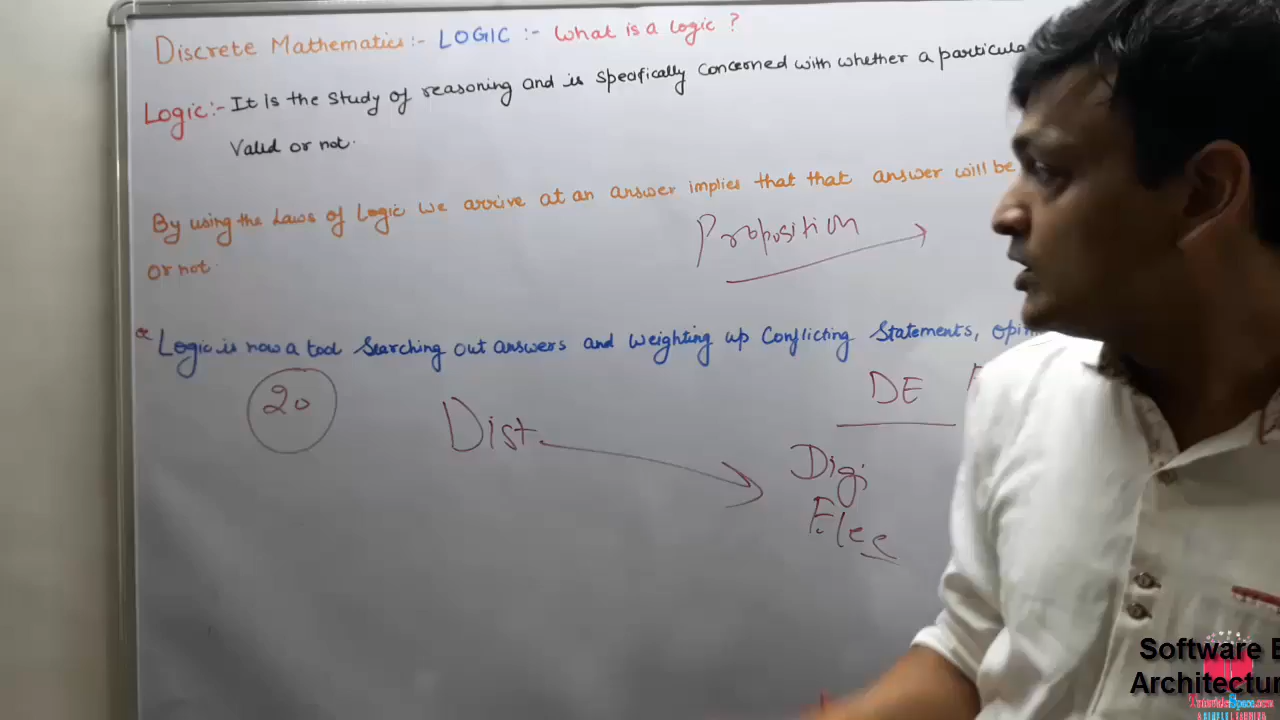 Discrete Mathematics:- LOGIC :- What is a logic ?
Logic:- It is the study of reasoning and is specifically concerned with whether a particula
Valid or not.
By using the Laws of Logic we arrive at an answer implies that that answer will be
or not.
Proposition
Logic is now a tool Searching out answers and weighting up Conflicting Statements, opin
20
Dist
DE
Digi
Elec
Software E
Architectur
TutorialsSpace.com